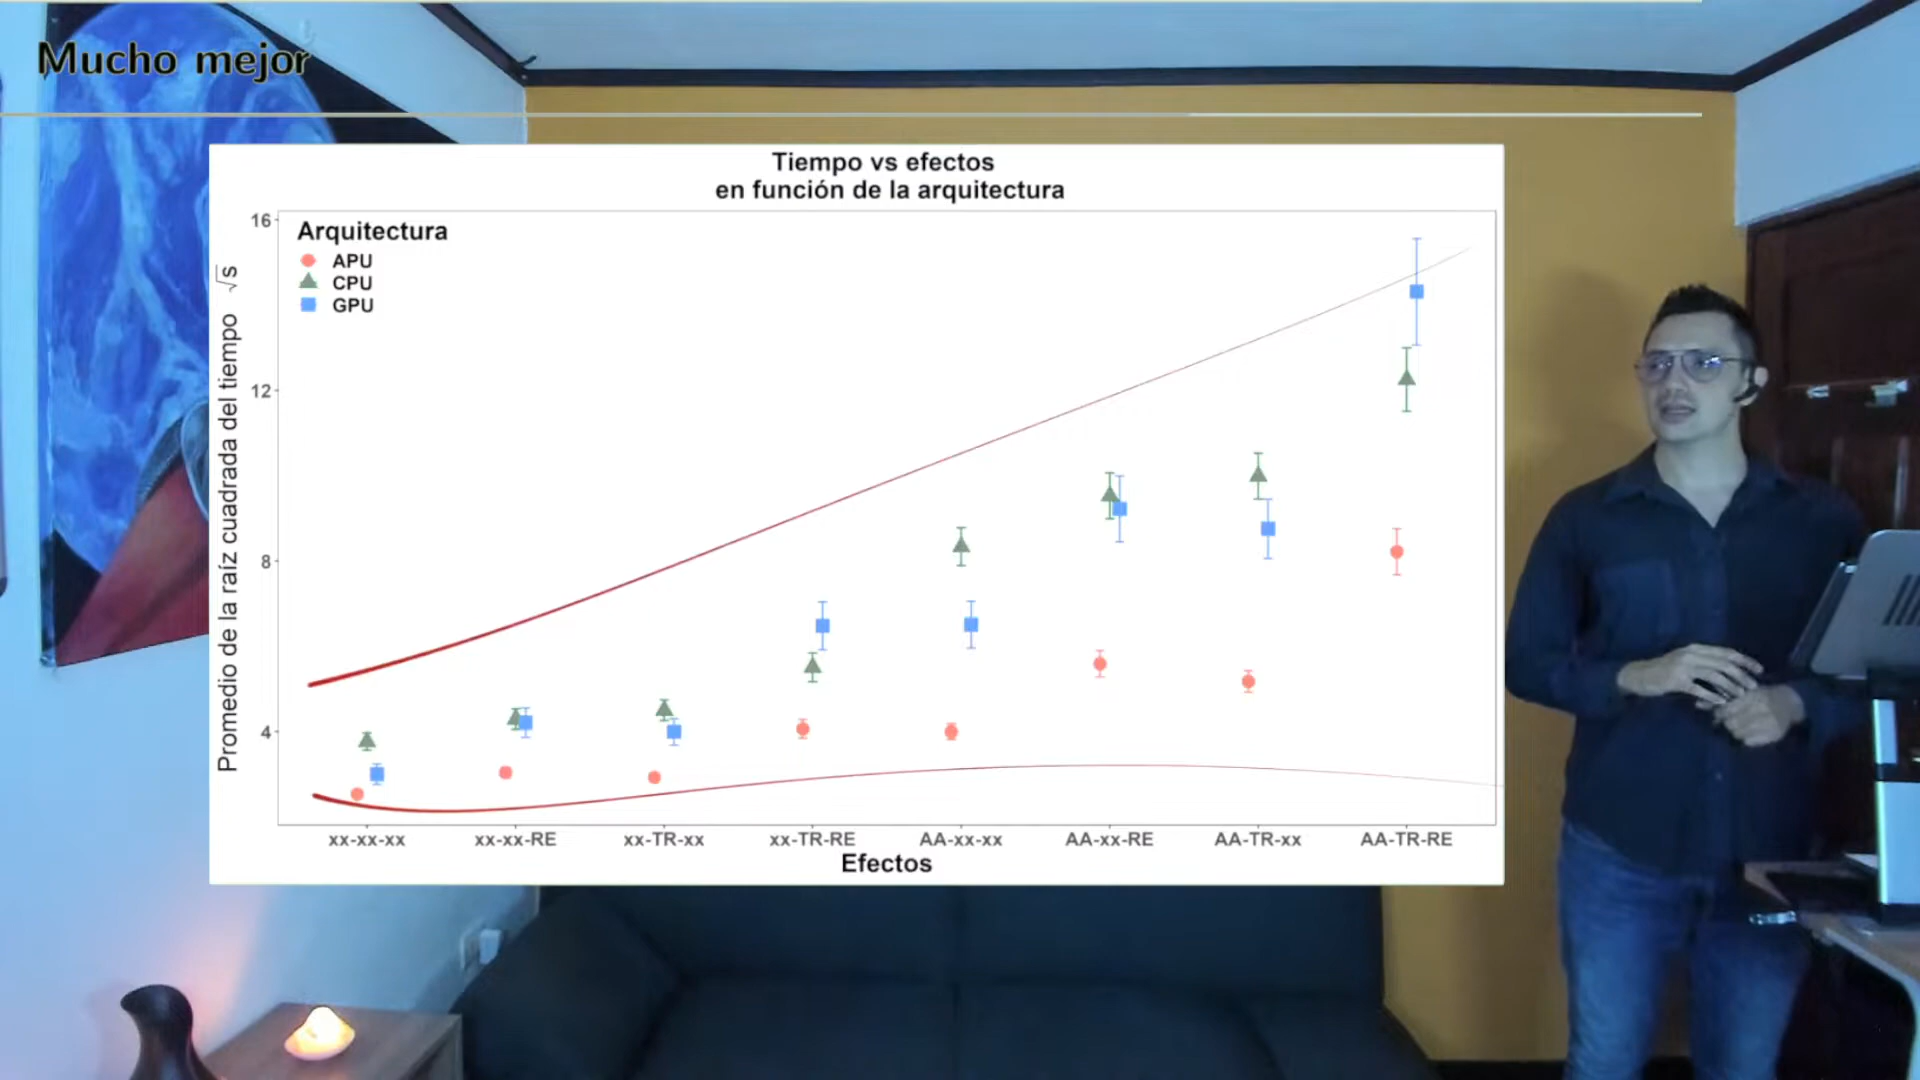 Mucho mejor
Tiempo vs efectos
en función de la arquitectura
Promedio de la raíz cuadrada del tiempo √s
16
12
8
4
Arquitectura
APU
CPU
GPU
xx-xx-xx xx-xx-RE xx-TR-xx xx-TR-RE AA-xx-xx AA-xx-RE AA-TR-xx AA-TR-RE
Efectos